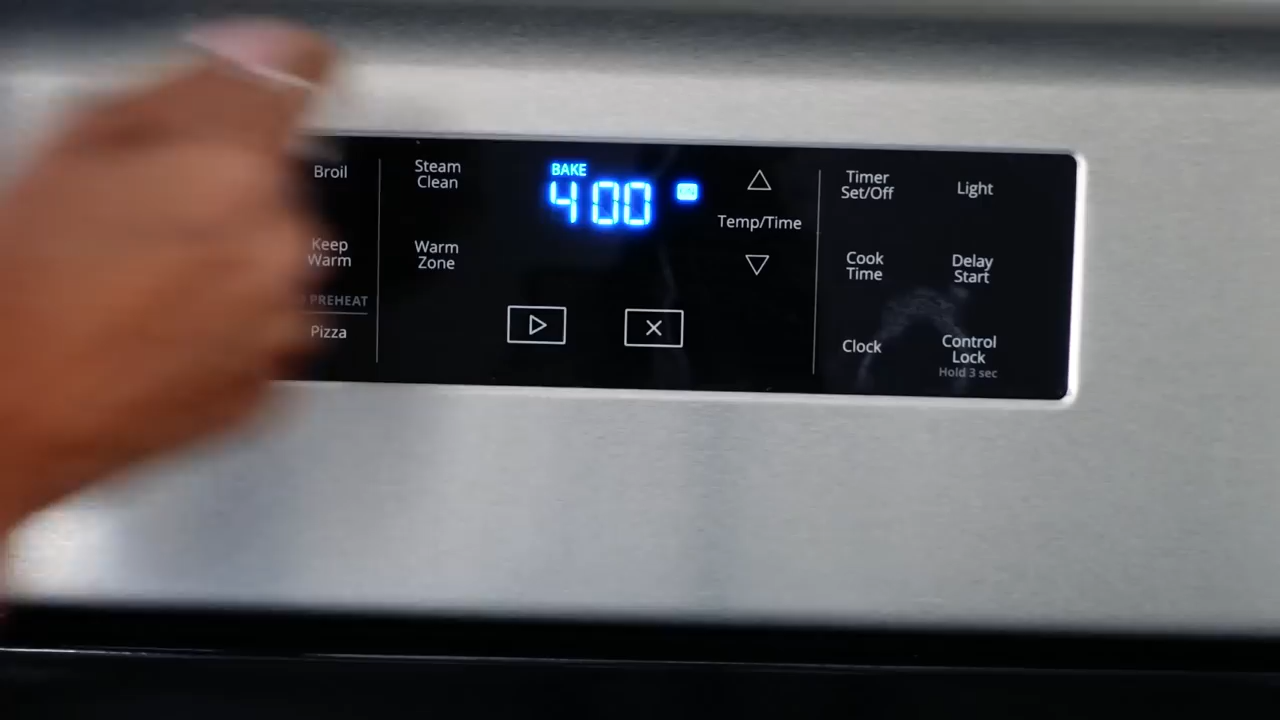 Broil
Keep
Warm
PREHEAT
Pizza
Steam
Clean
Warm
Zone
BAKE
400
Temp/Time
Timer
Set/Off
Light
Cook
Time
Delay
Start
Clock
Control
Lock
Hold 3 sec